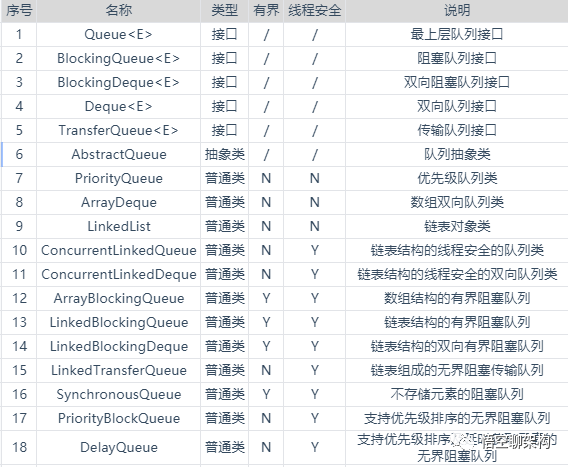 序号 名称 类型 有界 线程安全 说明
1 Queue<E> 接口 / / 最上层队列接口
2 BlockingQueue<E> 接口 / / 阻塞队列接口
3 BlockingDeque<E> 接口 / / 双向阻塞队列接口
4 Deque<E> 接口 / / 双向队列接口
5 TransferQueue<E> 接口 / / 传输队列接口
6 AbstractQueue 抽象类 / / 队列抽象类
7 PriorityQueue 普通类 N N 优先级队列类
8 ArrayDeque 普通类 N N 数组双向队列类
9 LinkedList 普通类 N N 链表对象类
10 ConcurrentLinkedQueue 普通类 N Y 链表结构的线程安全的队列类
11 ConcurrentLinkedDeque 普通类 N Y 链表结构的线程安全的双向队列类
12 ArrayBlockingQueue 普通类 Y Y 数组结构的有界阻塞队列
13 LinkedBlockingQueue 普通类 Y Y 链表结构的有界阻塞队列
14 LinkedBlockingDeque 普通类 Y Y 链表结构的双向有界阻塞队列
15 LinkedTransferQueue 普通类 N Y 链表组成的无界阻塞传输队列
16 SynchronousQueue 普通类 Y Y 不存储元素的阻塞队列
17 PriorityBlockQueue 普通类 N Y 支持优先级排序的无界阻塞队列
18 DelayQueue 普通类 N Y 支持优先级排序、的
无界阻塞队列
悟空聊架构